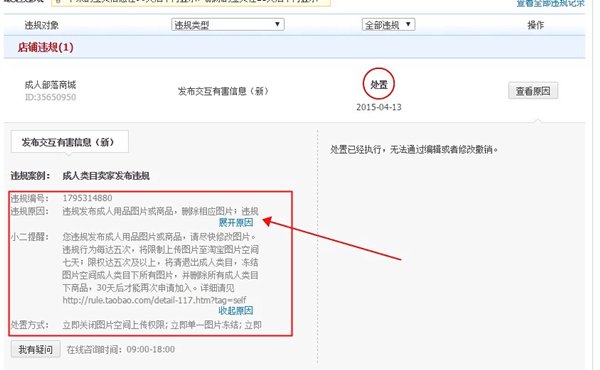 查看全部违规记录
违规对象 违规类型 全部违规 操作
店铺违规(1)
成人部落商城
ID:35650950
发布交互有害信息（新）
处置
2015-04-13
查看原因
发布交互有害信息（新）
处置已经执行，无法通过编辑或者修改撤销。
违规案例： 成人类目卖家发布违规
违规编号： 1795314880
违规原因： 违规发布成人用品图片或商品，删除相应图片；违规
展开原因
小二提醒： 您违规发布成人用品图片或商品，请尽快修改图片。
违规行为每达五次，将限制上传图片至淘宝图片空间
七天；限权达五次及以上，将清退出成人类目，冻结
图片空间成人类目下所有图片，并删除所有成人类目
下商品，30天后才能再次申请加入。详细请见
http://rule.taobao.com/detail-117.htm?tag=self
收起原因
处置方式： 立即关闭图片空间上传权限；立即单一图片冻结；立即
我有疑问 在线咨询时间：09:00-18:00